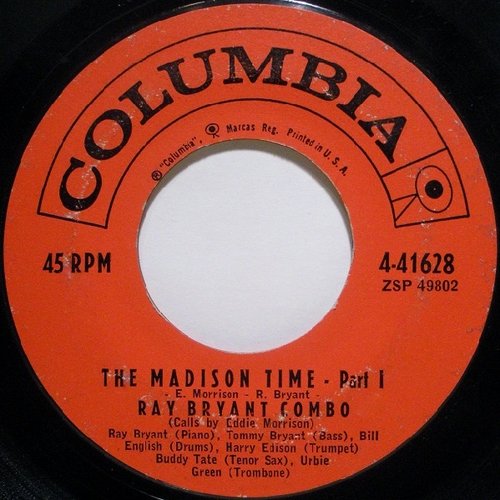 COLUMBIA
® "Columbia", Marcas Reg. Printed in U.S.A.
45 RPM
4-41628
ZSP 49802
THE MADISON TIME - Part I
- E. Morrison - R. Bryant -
RAY BRYANT COMBO
(Calls by Eddie Morrison)
Ray Bryant (Piano), Tommy Bryant (Bass), Bill
English (Drums), Harry Edison (Trumpet)
Buddy Tate (Tenor Sax), Urbie
Green (Trombone)